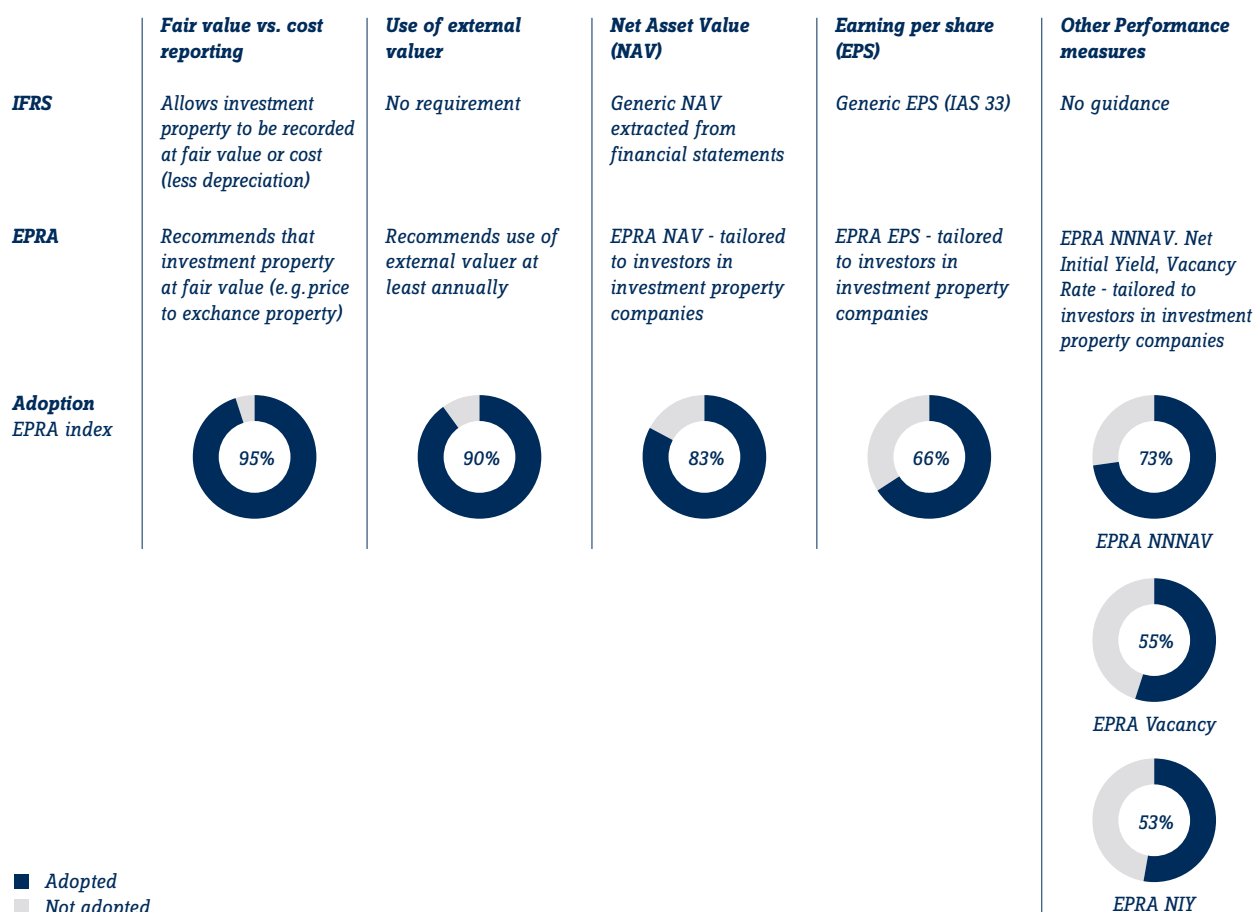 Fair value vs. cost
reporting
Use of external
valuer
Net Asset Value
(NAV)
Earning per share
(EPS)
Other Performance
measures
IFRS
Allows investment
property to be recorded
at fair value or cost
(less depreciation)
No requirement
Generic NAV
extracted from
financial statements
Generic EPS (IAS 33)
No guidance
EPRA
Recommends that
investment property
at fair value (e.g.price
to exchance property)
Recommends use of
external valuer at
least annually
EPRA NAV - tailored
to investors in
investment property
companies
EPRA EPS - tailored
to investors in
investment property
companies
EPRA NNNAV. Net
Initial Yield, Vacancy
Rate - tailored to
investors in investment
property companies
Adoption
EPRA index
95%
90%
83%
66%
73%
EPRA NNNAV
55%
EPRA Vacancy
53%
EPRA NIY
Adopted
Not adopted